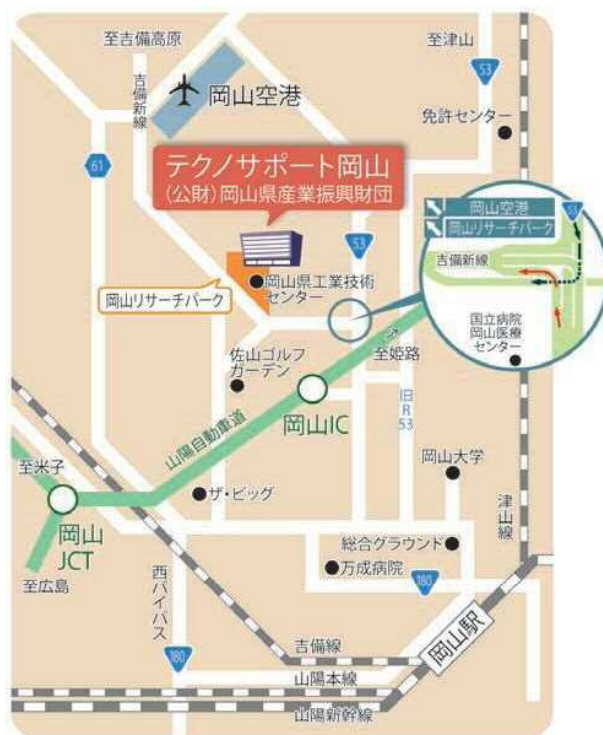 至吉備高原
至津山
53
吉備新線
岡山空港
免許センター
61
テクノサポート岡山
(公財)岡山県産業振興財団
岡山空港
岡山リサーチパーク
53
吉備新線
53
岡山県工業技術
センター
岡山リサーチパーク
国立病院
岡山医療
センター
至姫路
佐山ゴルフ
ガーデン
岡山IC
旧R53
山陽自動車道
岡山大学
至米子
ザ・ビッグ
津山線
岡山
JCT
総合グラウンド
万成病院
至広島
180
西バイパス
岡山駅
吉備線
180
山陽本線
山陽新幹線